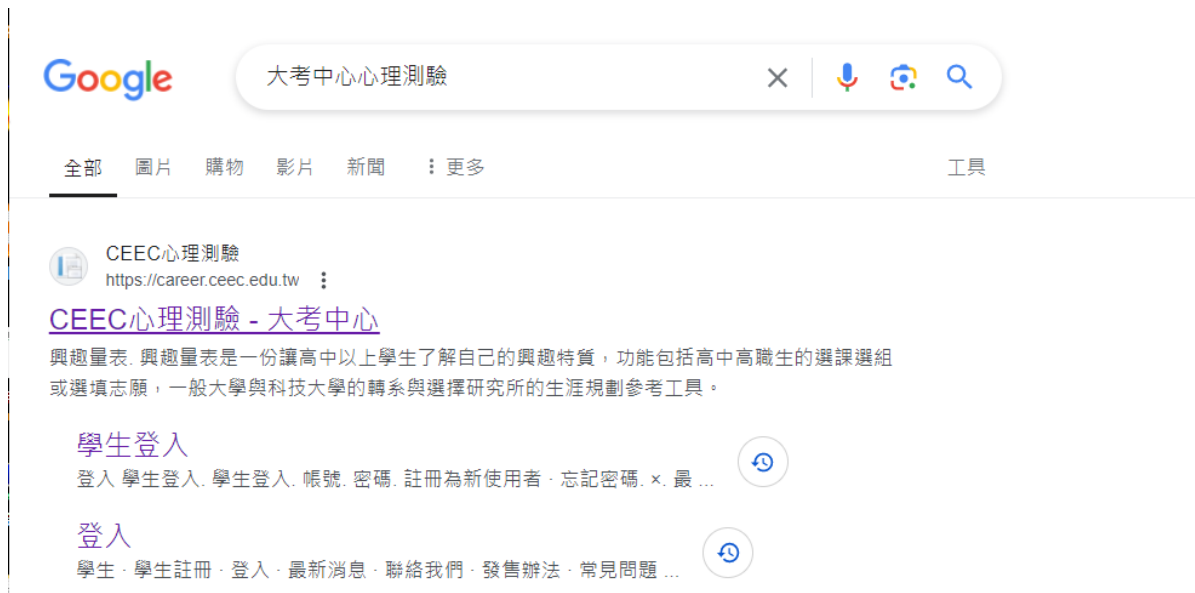 Google
大考中心心理測驗
全部 圖片 購物 影片 新聞 更多 工具
CEEC心理測驗
https://career.ceec.edu.tw
CEEC心理測驗 - 大考中心
興趣量表. 興趣量表是一份讓高中以上學生了解自己的興趣特質，功能包括高中高職生的選課選組
或選填志願，一般大學與科技大學的轉系與選擇研究所的生涯規劃參考工具。
學生登入
登入 學生登入. 學生登入. 帳號. 密碼. 註冊為新使用者 · 忘記密碼. ×. 最 ...
登入
學生 · 學生註冊 · 登入 · 最新消息 · 聯絡我們 · 發售辦法 · 常見問題 ...